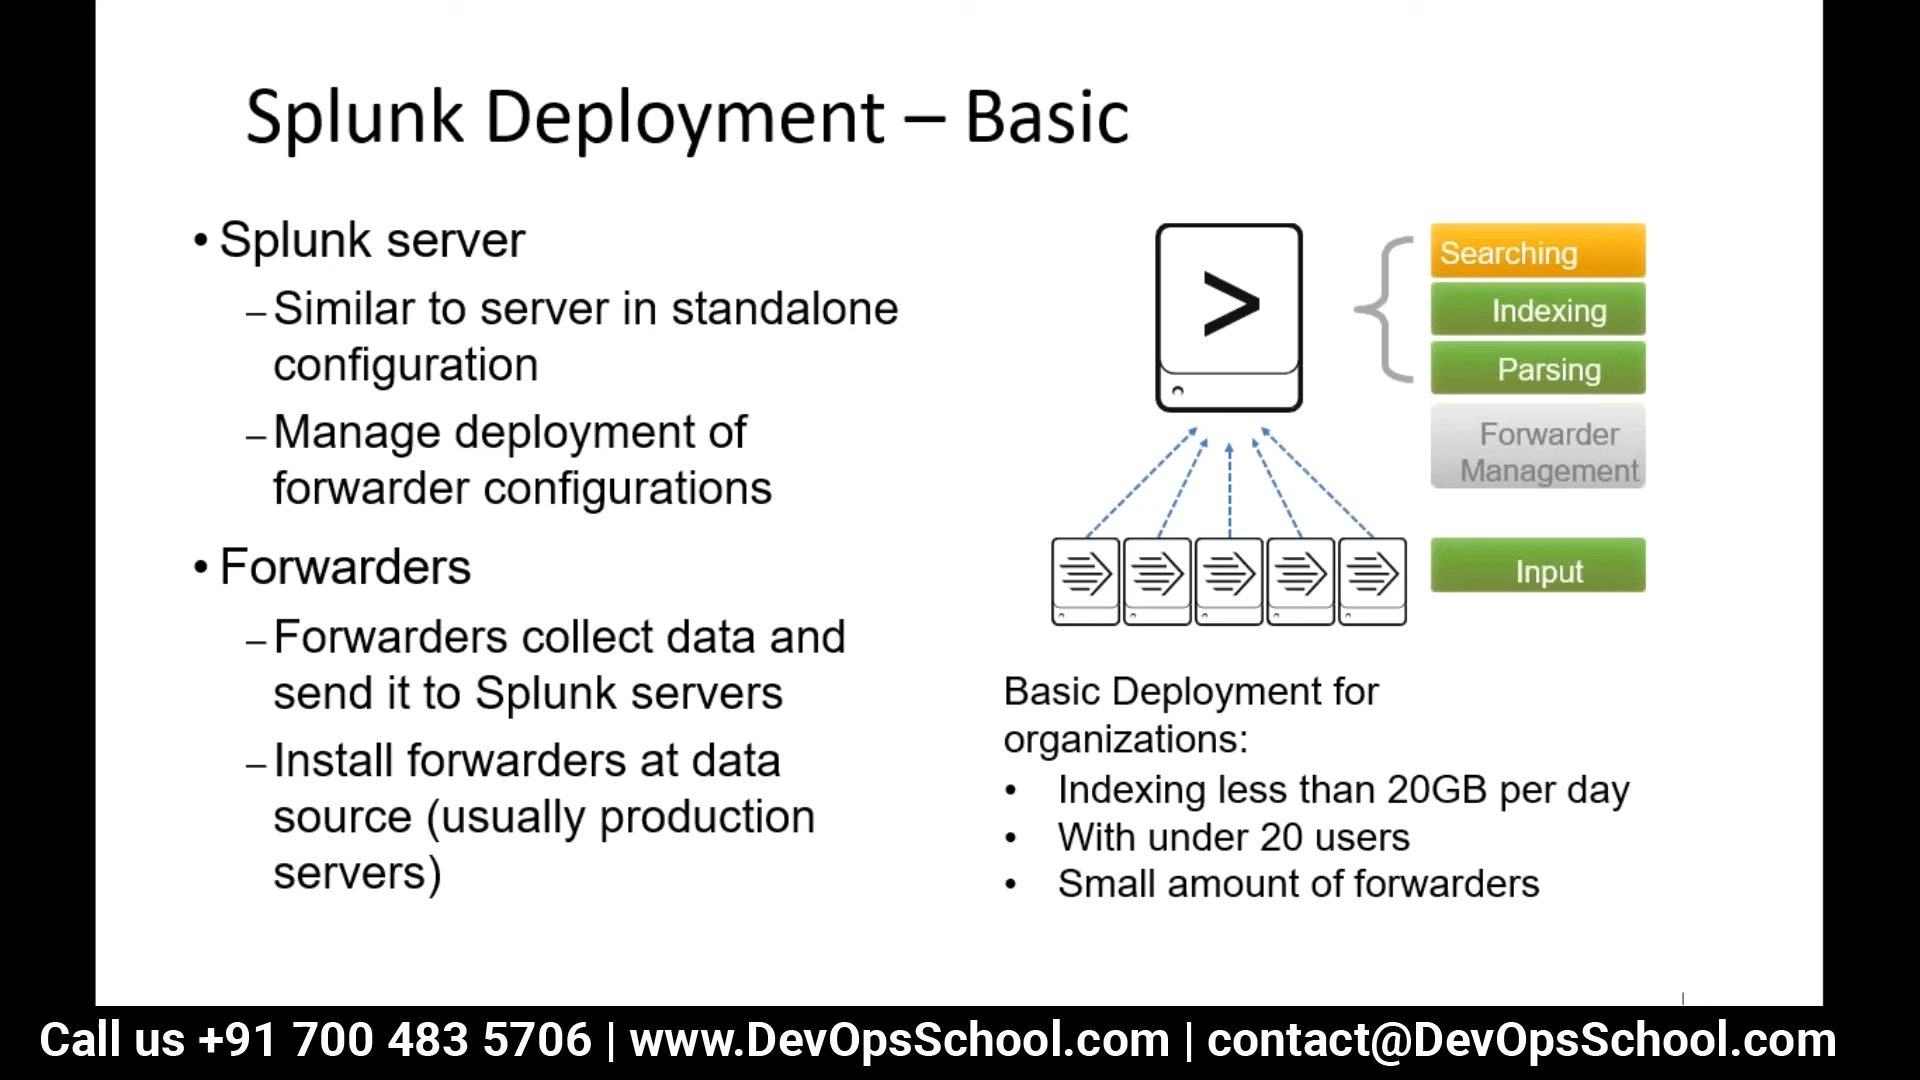 Splunk Deployment – Basic
• Splunk server
– Similar to server in standalone
configuration
– Manage deployment of
forwarder configurations
• Forwarders
– Forwarders collect data and
send it to Splunk servers
– Install forwarders at data
source (usually production
servers)
>
Searching
Indexing
Parsing
Forwarder
Management
Input
Basic Deployment for
organizations:
• Indexing less than 20GB per day
• With under 20 users
• Small amount of forwarders
Call us +91 700 483 5706 | www.DevOpsSchool.com | contact@DevOpsSchool.com